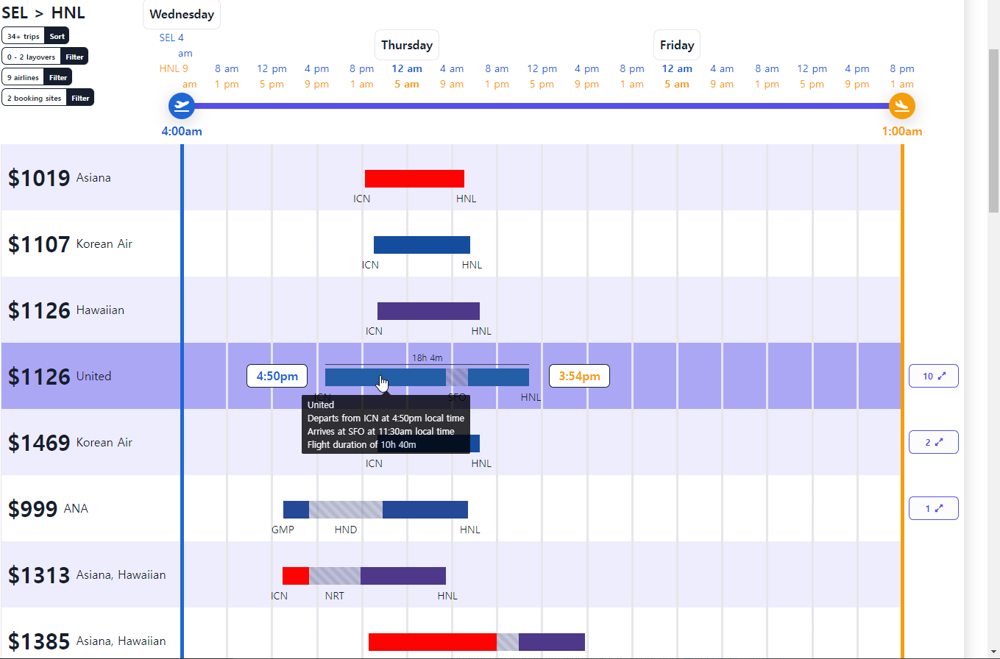 SEL > HNL
34+ trips Sort
0 - 2 layovers Filter
9 airlines Filter
2 booking sites Filter
Wednesday
Thursday
Friday
SEL 4 am
8 am 12 pm 4 pm 8 pm 12 am 4 am 8 am 12 pm 4 pm 8 pm 12 am 4 am 8 am 12 pm 4 pm 8 pm
HNL 9 am
1 pm 5 pm 9 pm 1 am 5 am 9 am 1 pm 5 pm 9 pm 1 am 5 am 9 am 1 pm 5 pm 9 pm 1 am
4:00am 1:00am
$1019 Asiana
ICN HNL
$1107 Korean Air
ICN HNL
$1126 Hawaiian
ICN HNL
18h 4m
$1126 United 4:50pm 3:54pm 10
ICN SFO HNL
United
Departs from ICN at 4:50pm local time
Arrives at SFO at 11:30am local time
Flight duration of 10h 40m
$1469 Korean Air 2
ICN HNL
$999 ANA 1
GMP HND HNL
$1313 Asiana, Hawaiian
ICN NRT HNL
$1385 Asiana, Hawaiian